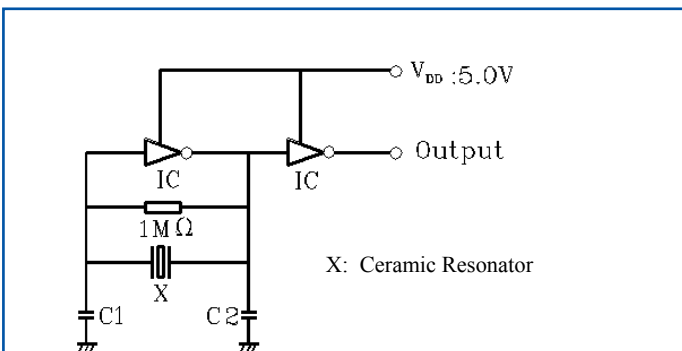 V_DD :5.0V
Output
IC
IC
1MΩ
X: Ceramic Resonator
X
C1
C2